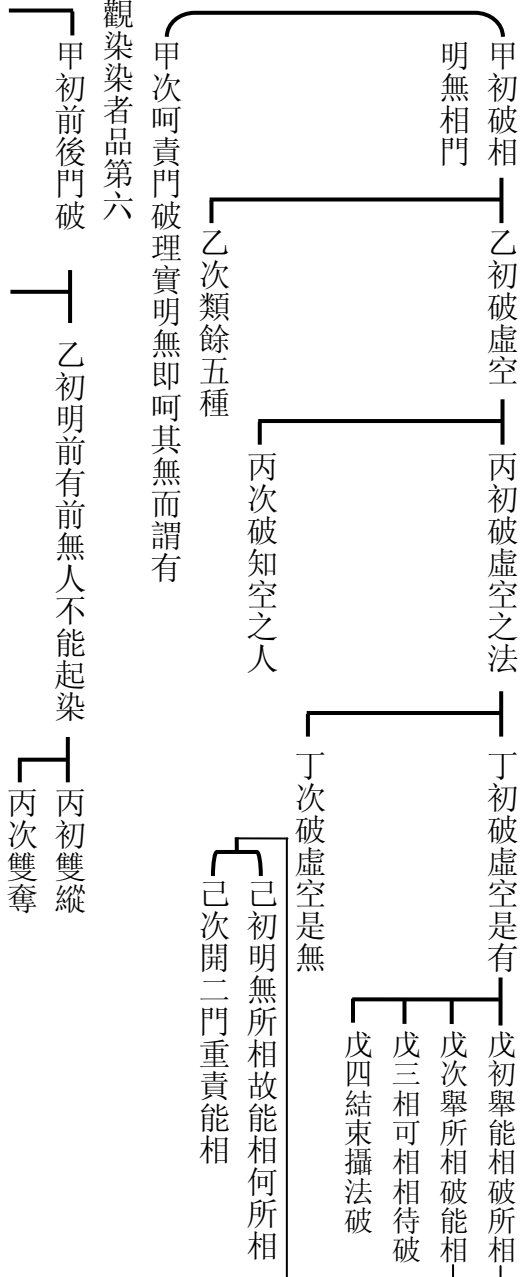 甲初破相
明無相門
乙初破虛空
丙初破虛空之法
丁初破虛空是有
戊初舉能相破所相
戊次舉所相破能相
戊三相可相相待破
戊四結束攝法破
丁次破虛空是無
己初明無所相故能相何所相
己次開二門重責能相
丙次破知空之人
乙次類餘五種
甲次呵責門破理實明無即呵其無而謂有
觀染染者品第六
甲初前後門破
乙初明前有前無人不能起染
丙初雙縱
丙次雙奪